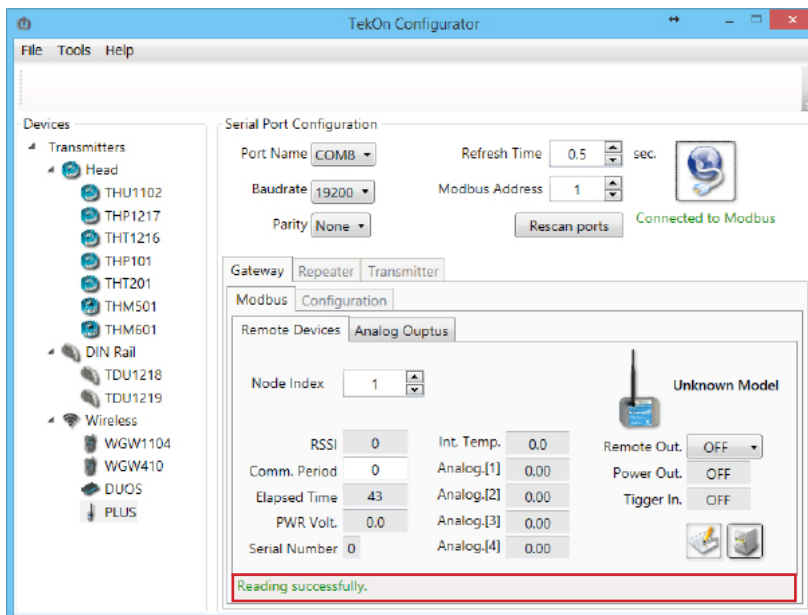 TekOn Configurator
File Tools Help
Devices
Transmitters
Head
THU1102
THP1217
THT1216
THP101
THT201
THM501
THM601
DIN Rail
TDU1218
TDU1219
Wireless
WGW1104
WGW410
DUOS
PLUS
Serial Port Configuration
Port Name COM8 Refresh Time 0.5 sec.
Baudrate 19200 Modbus Address 1
Parity None Rescan ports Connected to Modbus
Gateway Repeater Transmitter
Modbus Configuration
Remote Devices Analog Ouptus
Node Index 1 Unknown Model
RSSI 0 Int. Temp. 0.0 Remote Out. OFF
Comm. Period 0 Analog.[1] 0.00 Power Out. OFF
Elapsed Time 43 Analog.[2] 0.00 Tigger In. OFF
PWR Volt. 0.0 Analog.[3] 0.00
Serial Number 0 Analog.[4] 0.00
Reading successfully.